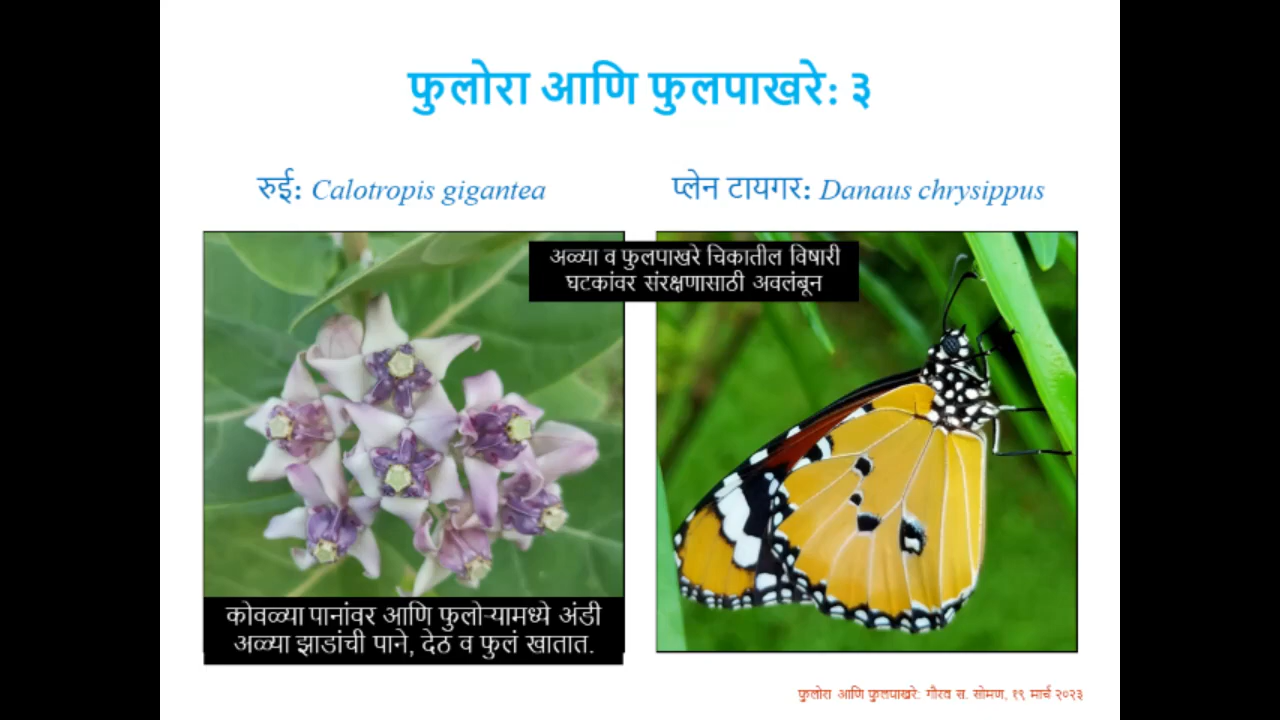 फुलोरा आणि फुलपाखरे: ३
रुई: Calotropis gigantea
प्लेन टायगर: Danaus chrysippus
अळ्या व फुलपाखरे चिकातील विषारी
घटकांवर संरक्षणासाठी अवलंबून
कोवळ्या पानांवर आणि फुलोऱ्यामध्ये अंडी
अळ्या झाडांची पाने, देठ व फुलं खातात.
फुलोरा आणि फुलपाखरे: गौरव स. सोमण, १९ मार्च २०२३